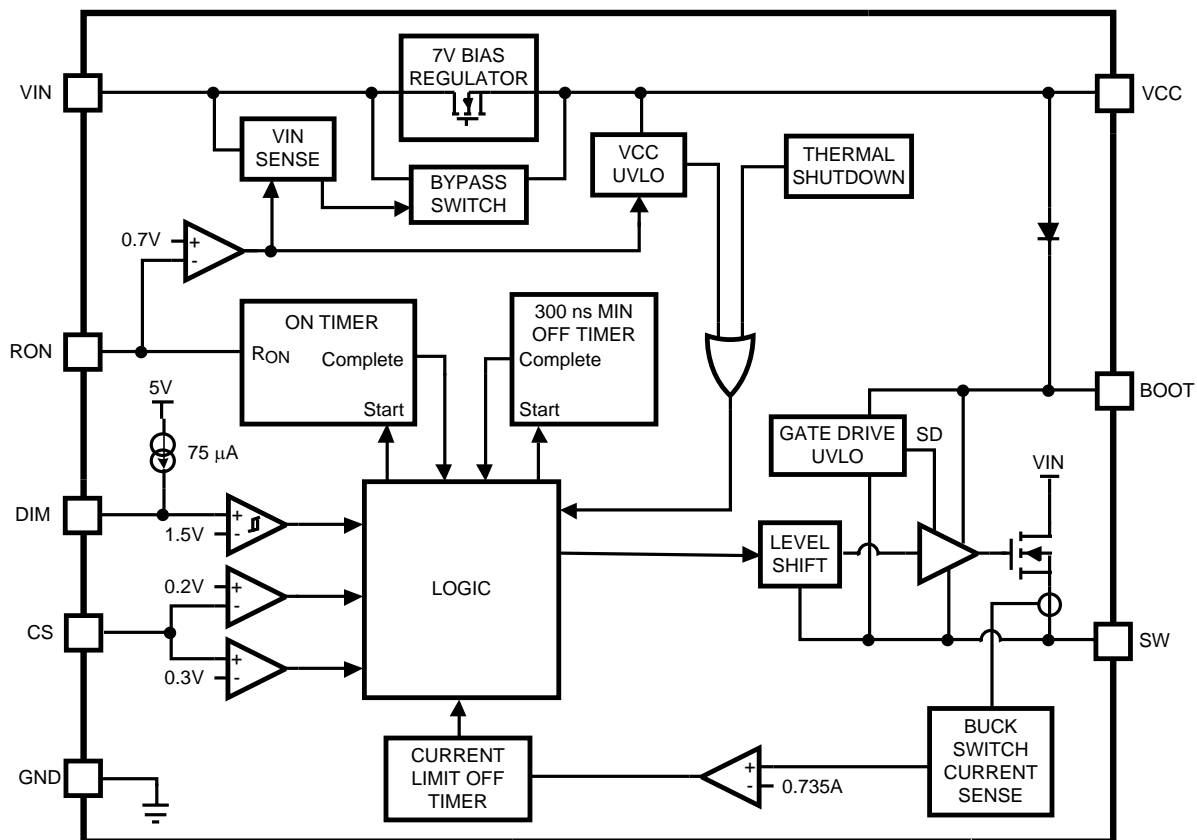 7V BIAS
REGULATOR
VIN
VCC
VIN
SENSE
BYPASS
SWITCH
VCC
UVLO
THERMAL
SHUTDOWN
0.7V
+
-
ON TIMER
RON
Complete
Start
300 ns MIN
OFF TIMER
Complete
Start
RON
5V
75 μA
BOOT
GATE DRIVE
UVLO
SD
VIN
DIM
+
1.5V
-
LEVEL
SHIFT
LOGIC
0.2V
+
-
CS
+
0.3V
-
SW
GND
CURRENT
LIMIT OFF
TIMER
+
-
0.735A
BUCK
SWITCH
CURRENT
SENSE